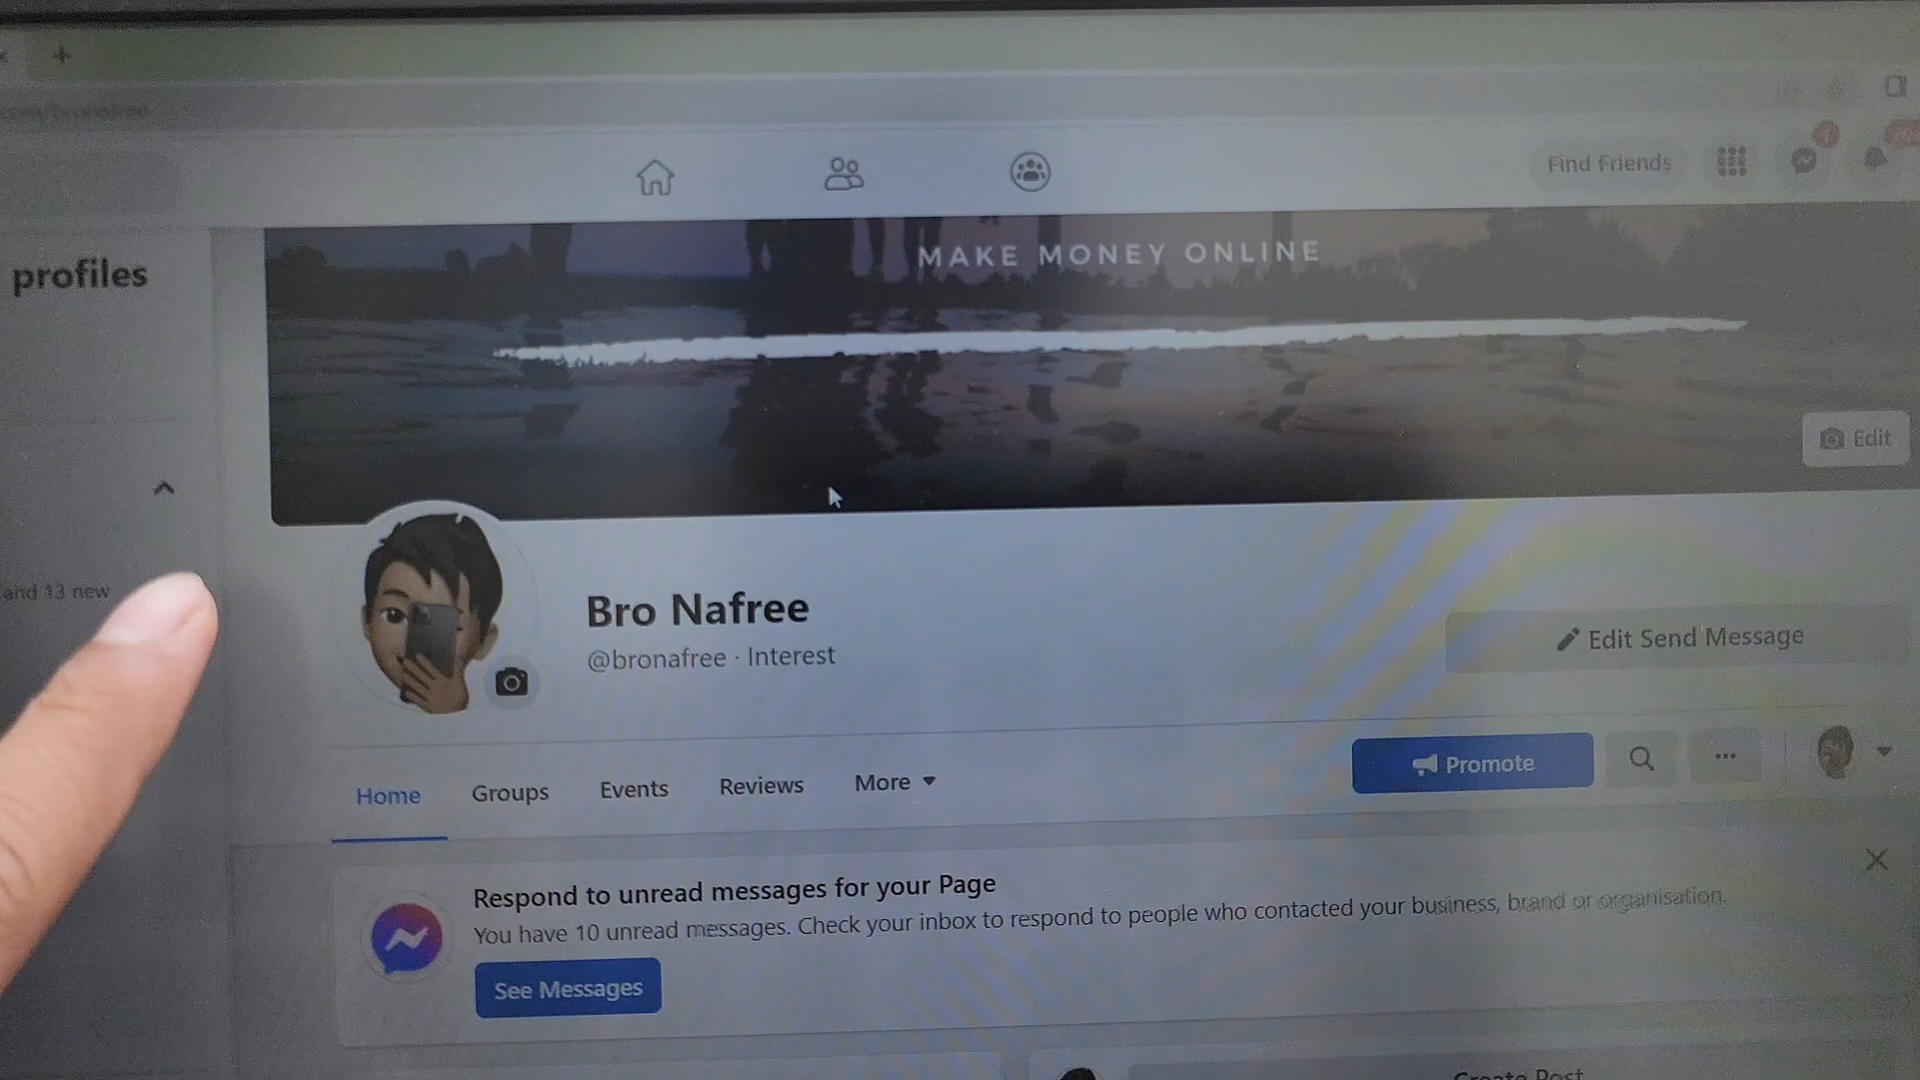 Find Friends
profiles
MAKE MONEY ONLINE
Edit
and 13 new
Bro Nafree
@bronafree · Interest
Edit Send Message
Home
Groups
Events
Reviews
More
Promote
Respond to unread messages for your Page
You have 10 unread messages. Check your inbox to respond to people who contacted your business, brand or organisation.
See Messages
Create Post